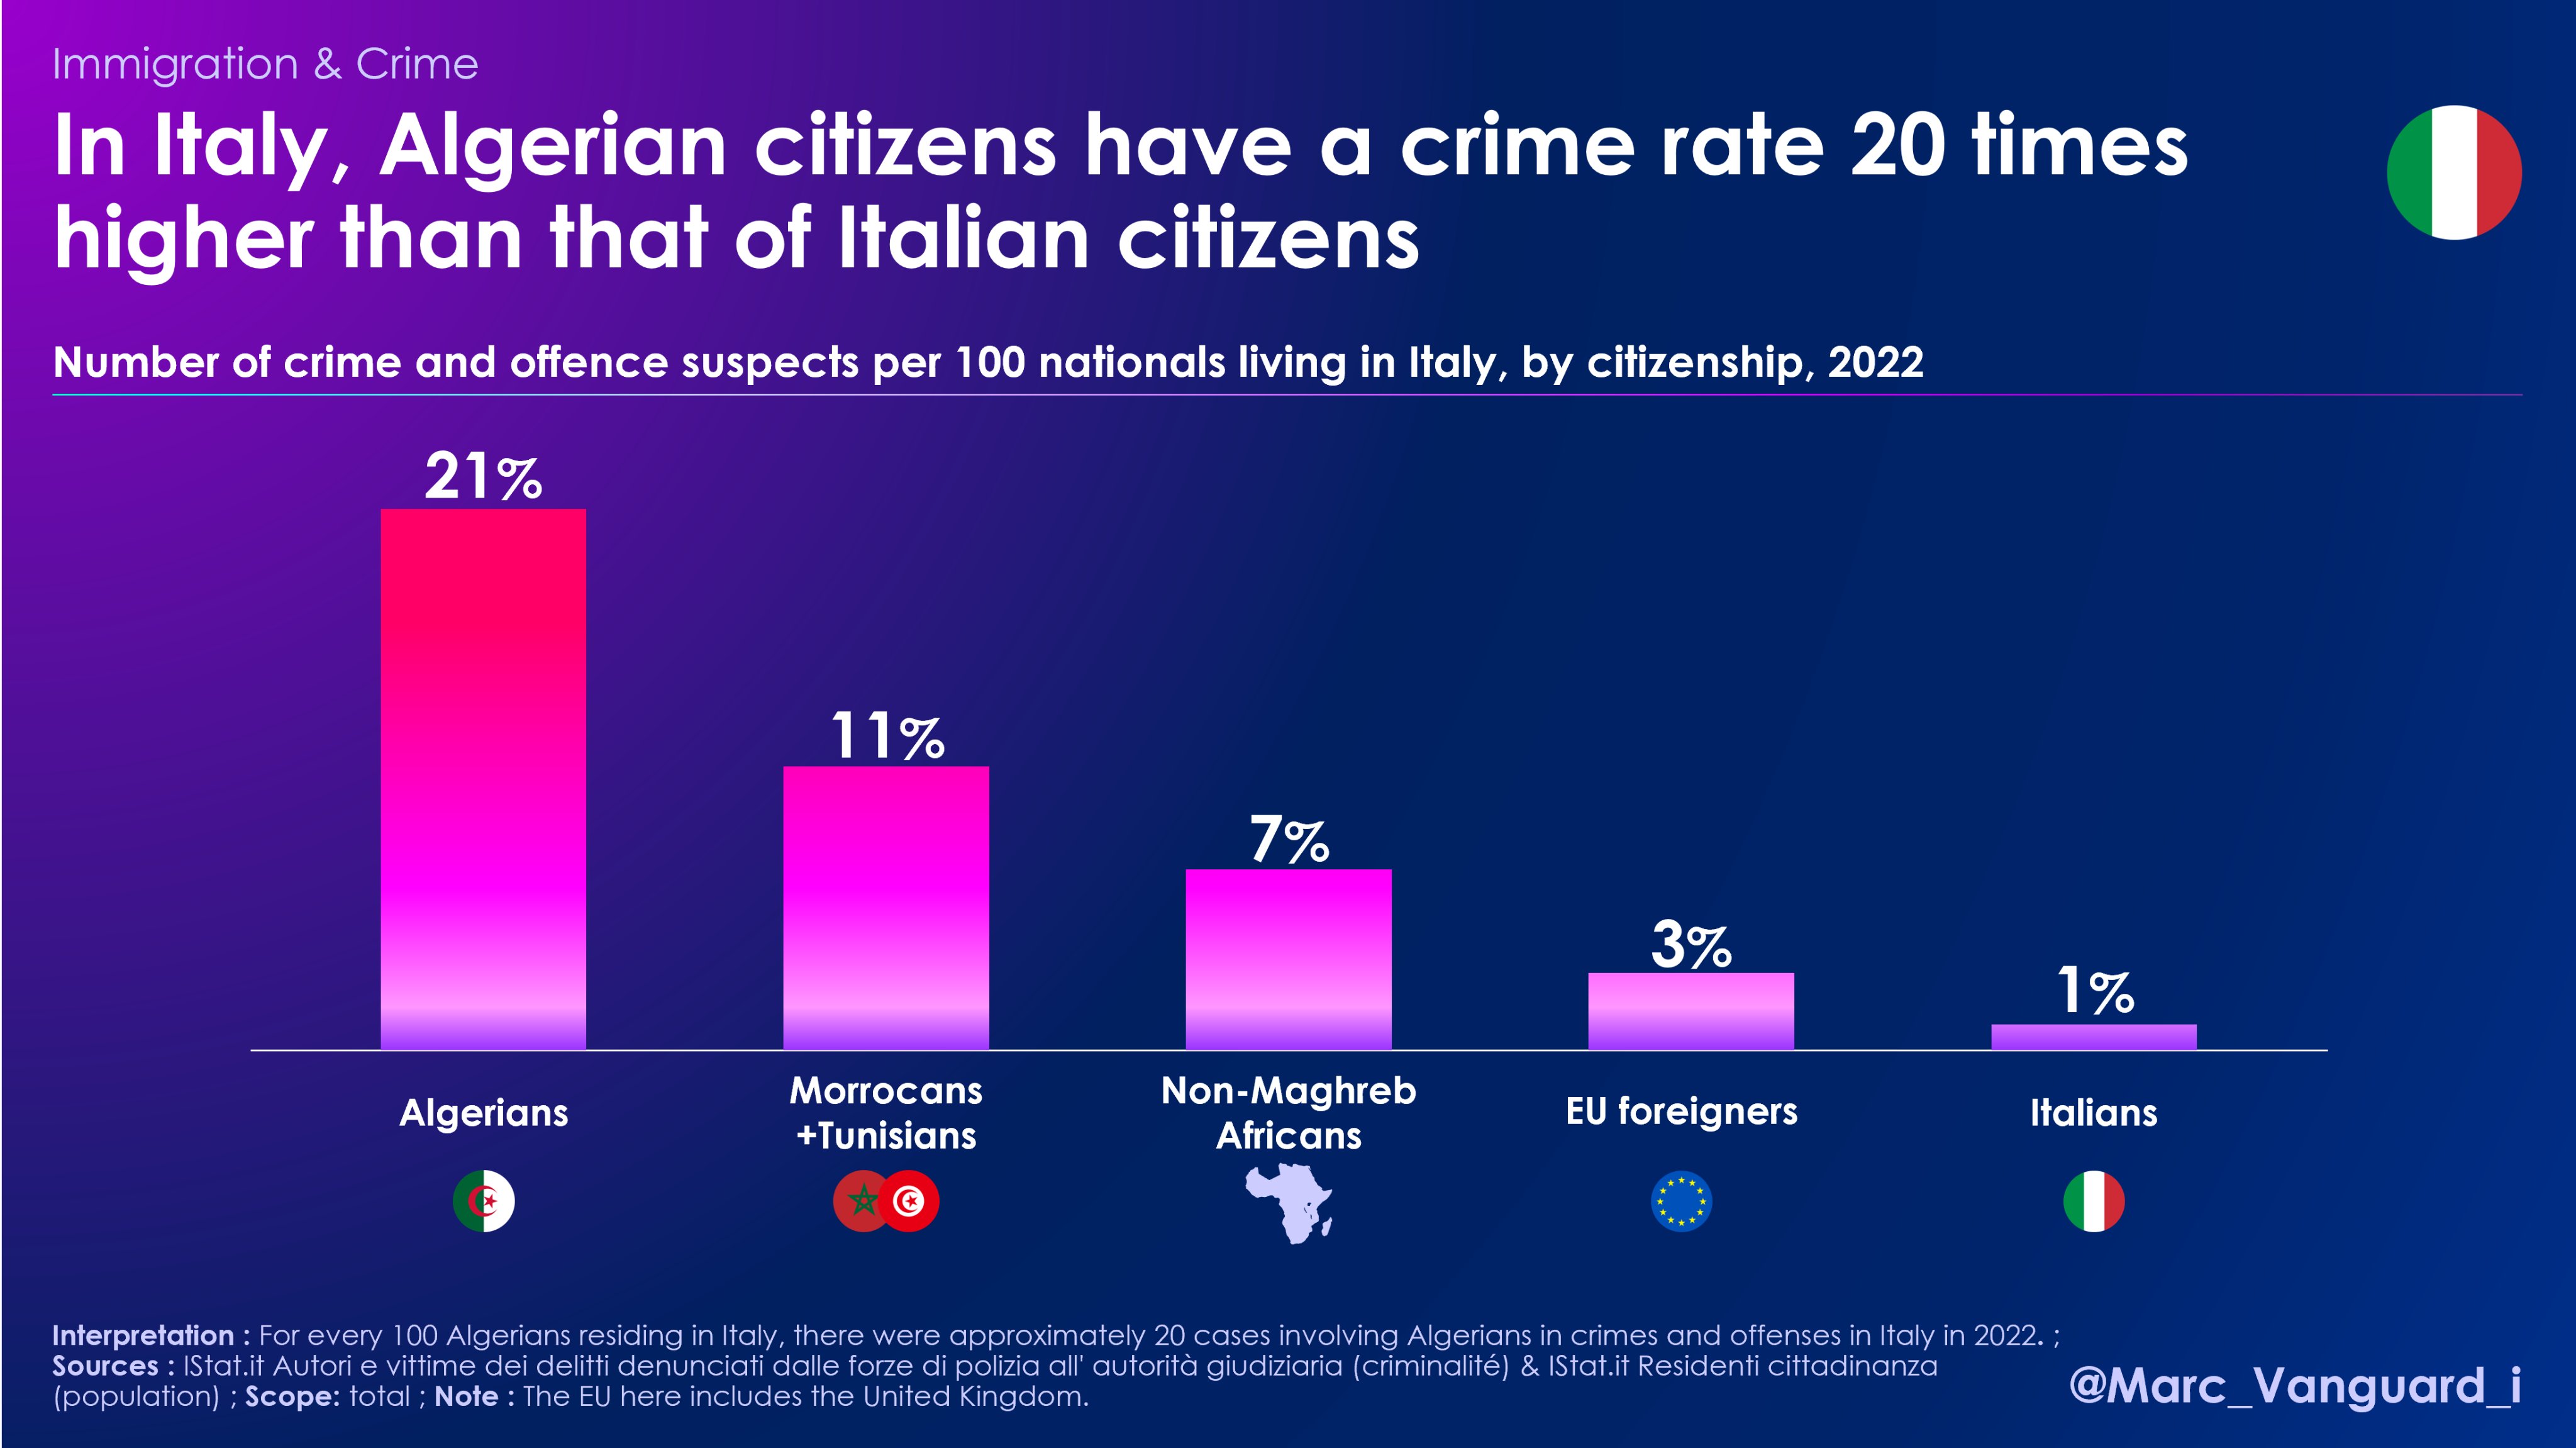 Immigration & Crime
In Italy, Algerian citizens have a crime rate 20 times
higher than that of Italian citizens
Number of crime and offence suspects per 100 nationals living in Italy, by citizenship, 2022
21%
11%
7%
3%
1%
Algerians
Morrocans
+Tunisians
Non-Maghreb
Africans
EU foreigners
Italians
Interpretation : For every 100 Algerians residing in Italy, there were approximately 20 cases involving Algerians in crimes and offenses in Italy in 2022. ;
Sources : IStat.it Autori e vittime dei delitti denunciati dalle forze di polizia all' autorità giudiziaria (criminalité) & IStat.it Residenti cittadinanza
(population) ; Scope: total ; Note : The EU here includes the United Kingdom.
@Marc_Vanguard_i